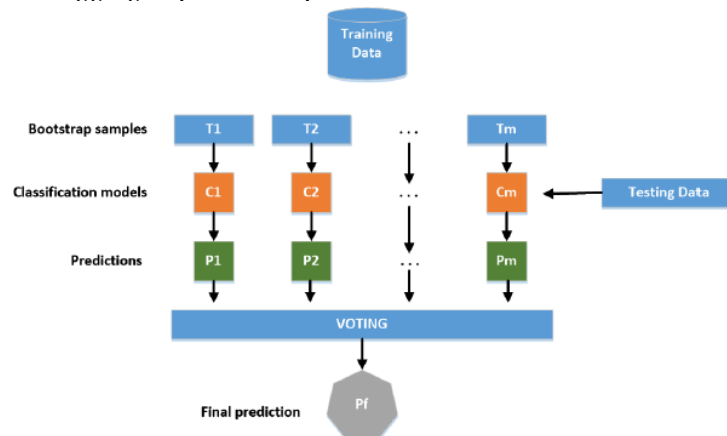 Training
Data
Bootstrap samples T1 T2 ... Tm
Classification models C1 C2 ... Cm Testing Data
Predictions P1 P2 ... Pm
VOTING
Final prediction Pf